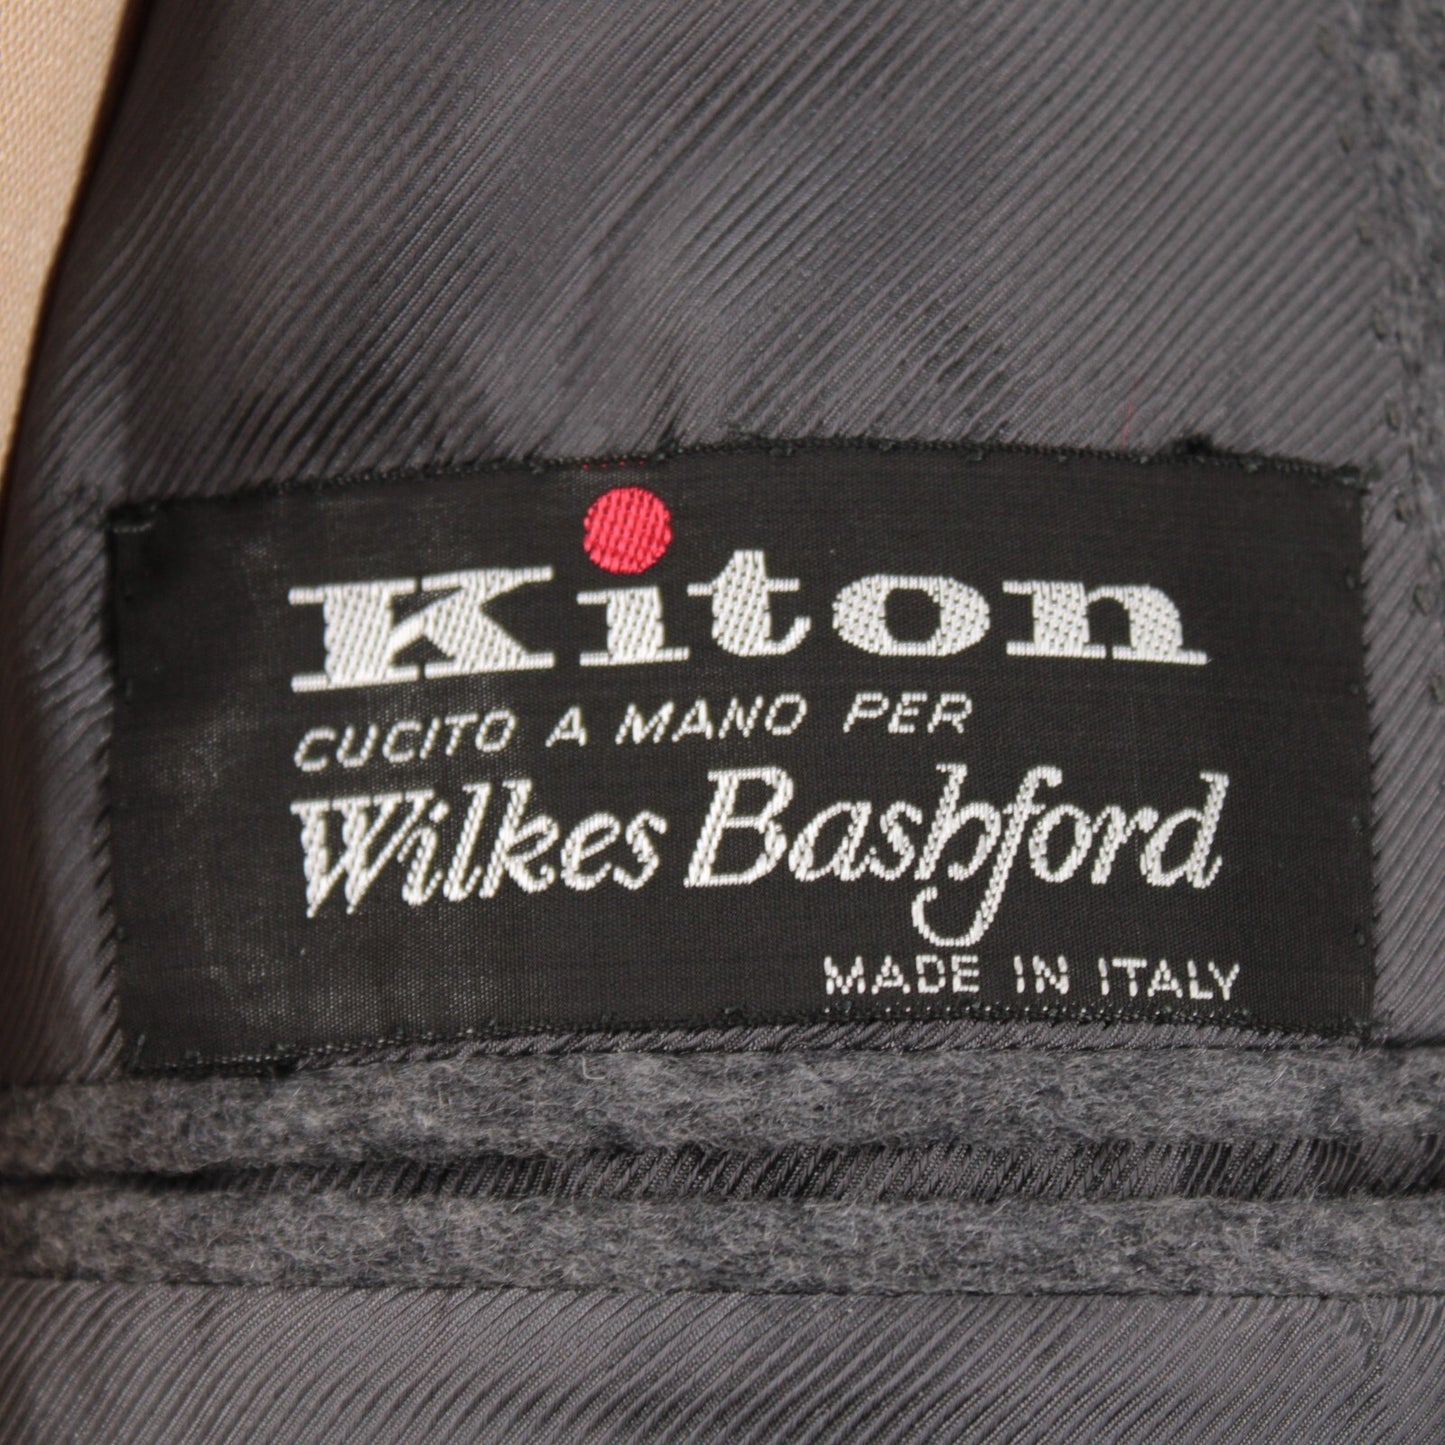 Kiton
CUCITO A MANO PER
Wilkes Bashford
MADE IN ITALY